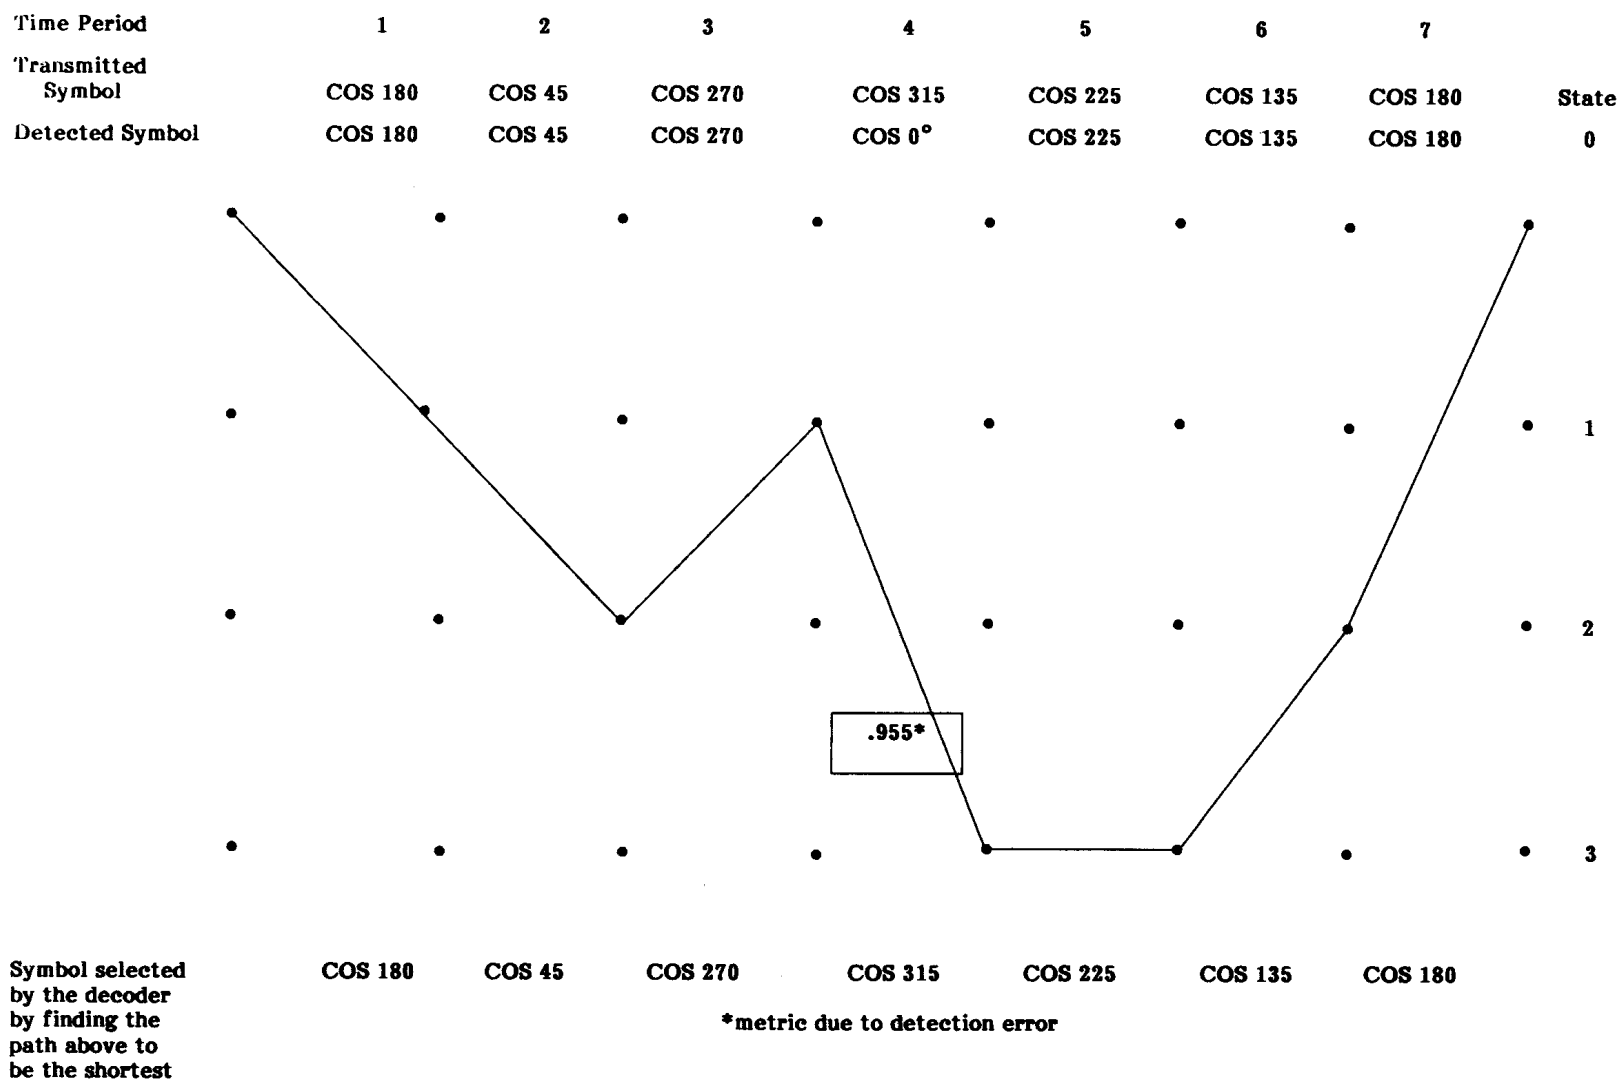 Time Period 1 2 3 4 5 6 7
Transmitted
Symbol COS 180 COS 45 COS 270 COS 315 COS 225 COS 135 COS 180 State
Detected Symbol COS 180 COS 45 COS 270 COS 0° COS 225 COS 135 COS 180 0
1
2
.955*
3
Symbol selected COS 180 COS 45 COS 270 COS 315 COS 225 COS 135 COS 180
by the decoder
by finding the
*metric due to detection error
path above to
be the shortest